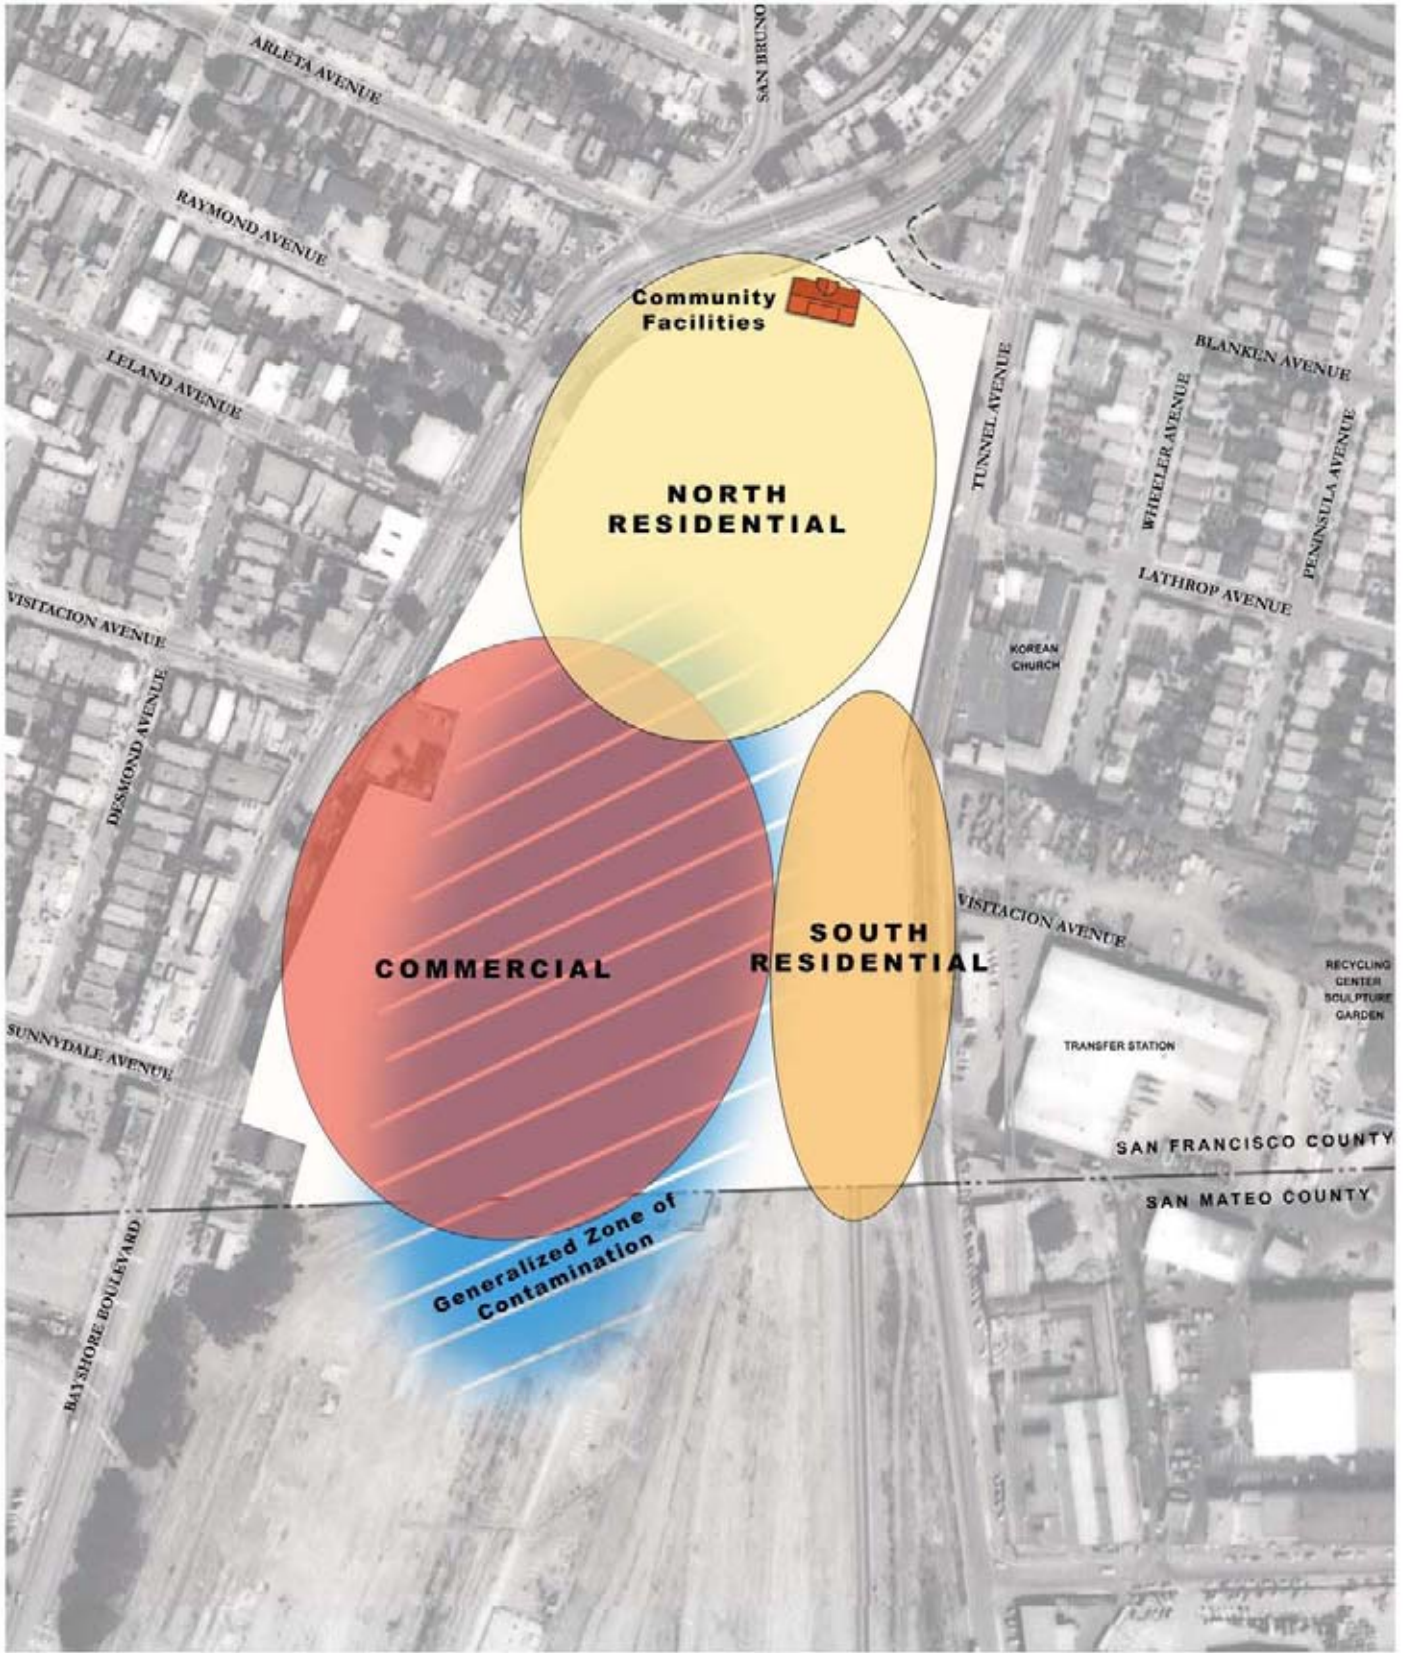 SAN BRUNO
ARLETA AVENUE
RAYMOND AVENUE
Community
Facilities
LELAND AVENUE
BLANKEN AVENUE
TUNNEL AVENUE
WHEELER AVENUE
PENINSULA AVENUE
NORTH
RESIDENTIAL
LATHROP AVENUE
VISITACION AVENUE
KOREAN
CHURCH
DESMOND AVENUE
VISITACION AVENUE
SOUTH
RESIDENTIAL
COMMERCIAL
RECYCLING
CENTER
SCULPTURE
GARDEN
SUNNYDALE AVENUE
TRANSFER STATION
SAN FRANCISCO COUNTY
SAN MATEO COUNTY
Generalized Zone of
Contamination
BAYSHORE BOULEVARD